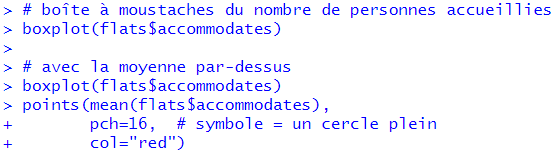 > # boîte à moustaches du nombre de personnes accueillies
> boxplot(flats$accommodates)
>
> # avec la moyenne par-dessus
> boxplot(flats$accommodates)
> points(mean(flats$accommodates),
+        pch=16,  # symbole = un cercle plein
+        col="red")